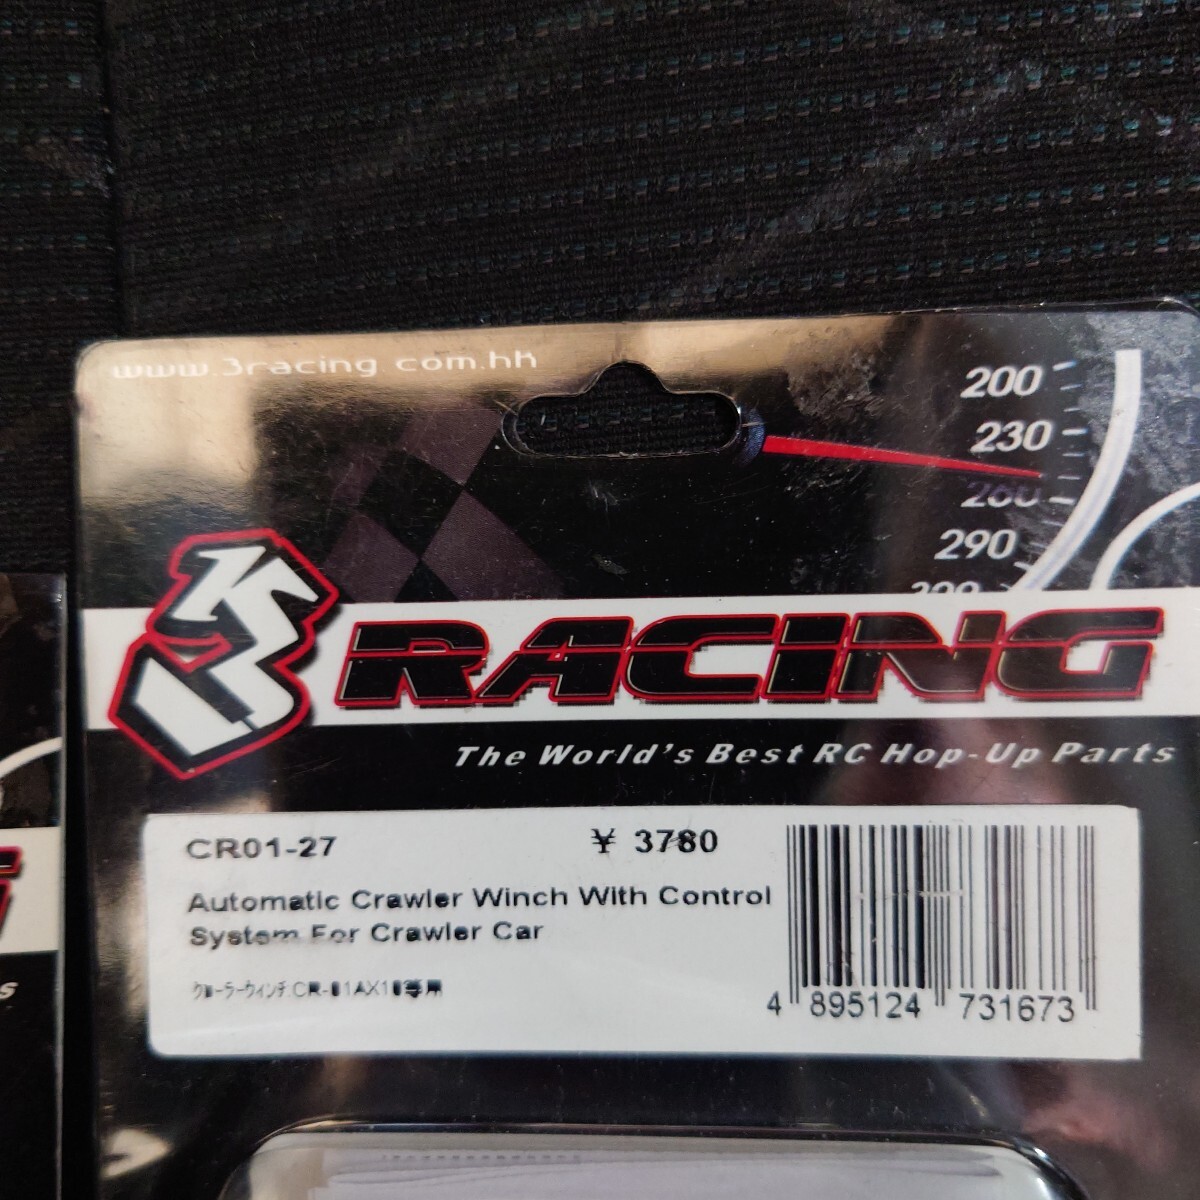 www.3racing.com.hk
200
230
260
290
3 RACING
The World's Best RC Hop-Up Parts
CR01-27 ¥ 3780
Automatic Crawler Winch With Control
System For Crawler Car
クローラーウィンチ.CR-01AX10等用
4 895124 731673